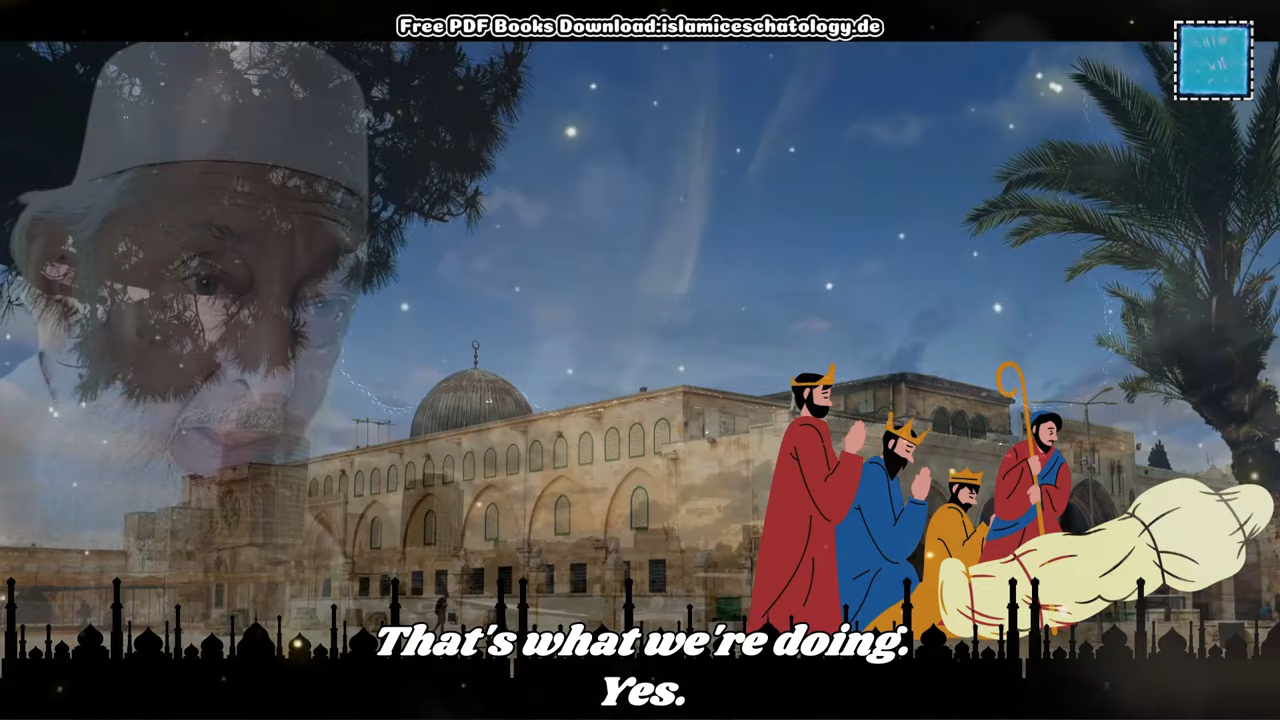 Free PDF Books Download:islamiceschatology.de
That's what we're doing.
Yes.